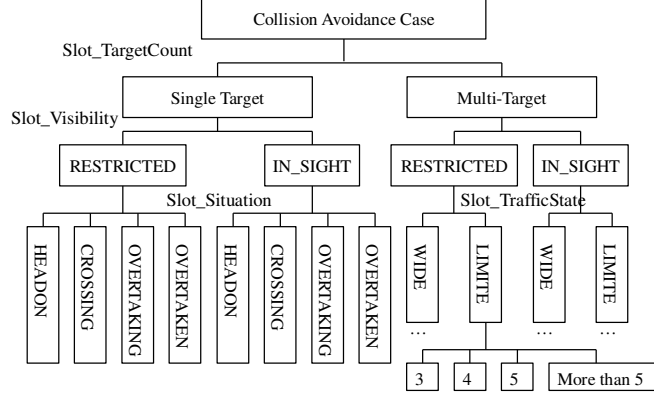 Collision Avoidance Case
Slot_TargetCount
Single Target
Multi-Target
Slot_Visibility
RESTRICTED
IN_SIGHT
RESTRICTED
IN_SIGHT
Slot_Situation
Slot_TrafficState
HEADON
CROSSING
OVERTAKING
OVERTAKEN
HEADON
CROSSING
OVERTAKING
OVERTAKEN
WIDE
LIMITE
WIDE
LIMITE
...
...
...
...
3
4
5
More than 5